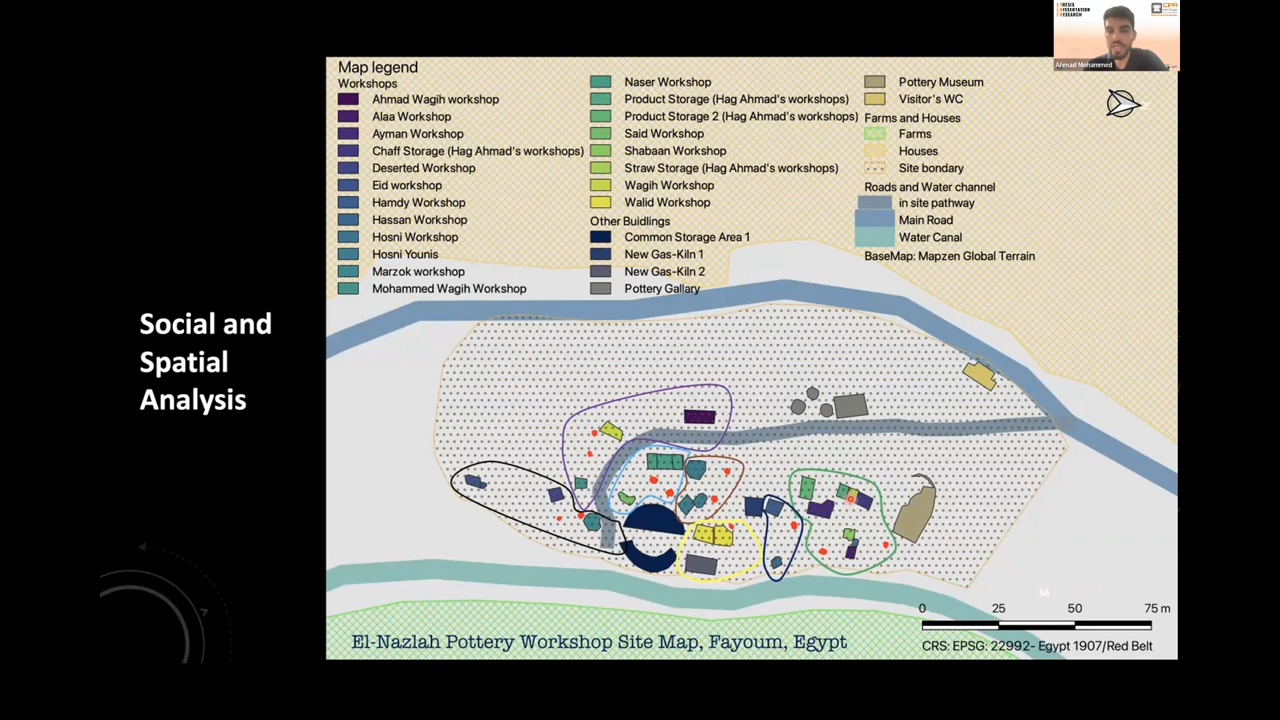 THESIS
DISSERTATION
RESEARCH
CIPA
Ahmad Mohammed
Social and
Spatial
Analysis
Map legend
Workshops
Ahmad Wagih workshop
Alaa Workshop
Ayman Workshop
Chaff Storage (Hag Ahmad's workshops)
Deserted Workshop
Eid workshop
Hamdy Workshop
Hassan Workshop
Hosni Workshop
Hosni Younis
Marzok workshop
Mohammed Wagih Workshop
Naser Workshop
Product Storage (Hag Ahmad's workshops)
Product Storage 2 (Hag Ahmad's workshops)
Said Workshop
Shabaan Workshop
Straw Storage (Hag Ahmad's workshops)
Wagih Workshop
Walid Workshop
Other Buidlings
Common Storage Area 1
New Gas-Kiln 1
New Gas-Kiln 2
Pottery Gallary
Pottery Museum
Visitor's WC
Farms and Houses
Farms
Houses
Site bondary
Roads and Water channel
in site pathway
Main Road
Water Canal
BaseMap: Mapzen Global Terrain
34
0 25 50 75 m
CRS: EPSG: 22992- Egypt 1907/Red Belt
El-Nazlah Pottery Workshop Site Map, Fayoum, Egypt